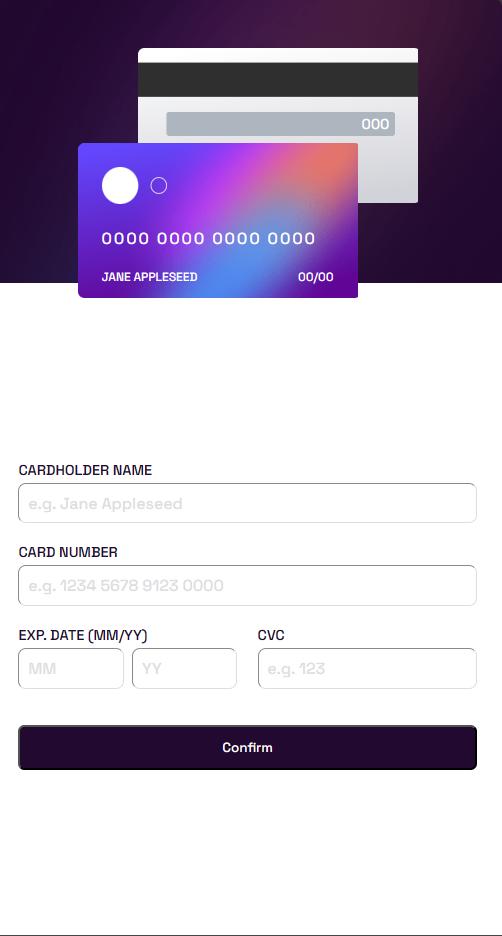 000
0000 0000 0000 0000
JANE APPLESEED 00/00
CARDHOLDER NAME
e.g. Jane Appleseed
CARD NUMBER
e.g. 1234 5678 9123 0000
EXP. DATE (MM/YY) CVC
MM YY e.g. 123
Confirm